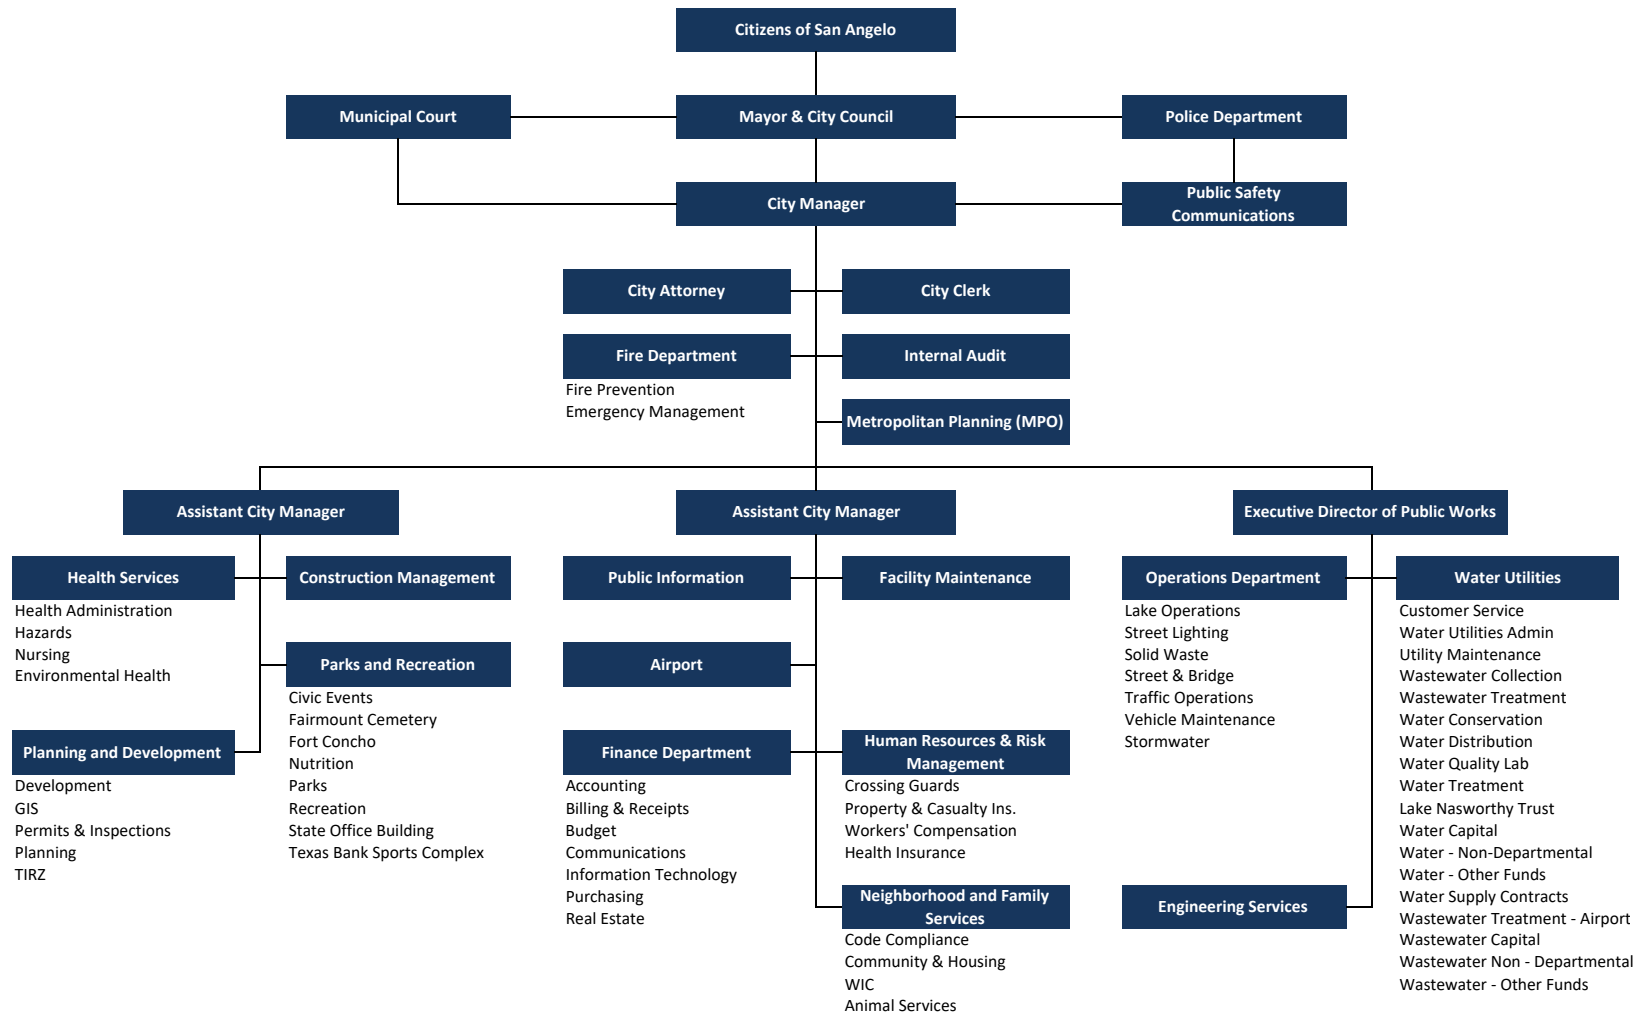 Citizens of San Angelo
Municipal Court
Mayor & City Council
Police Department
City Manager
Public Safety
Communications
City Attorney
City Clerk
Fire Department
Fire Prevention
Emergency Management
Internal Audit
Metropolitan Planning (MPO)
Assistant City Manager
Health Services
Health Administration
Hazards
Nursing
Environmental Health
Construction Management
Parks and Recreation
Civic Events
Fairmount Cemetery
Fort Concho
Nutrition
Parks
Recreation
State Office Building
Texas Bank Sports Complex
Planning and Development
Development
GIS
Permits & Inspections
Planning
TIRZ
Assistant City Manager
Public Information
Facility Maintenance
Airport
Finance Department
Accounting
Billing & Receipts
Budget
Communications
Information Technology
Purchasing
Real Estate
Human Resources & Risk
Management
Crossing Guards
Property & Casualty Ins.
Workers' Compensation
Health Insurance
Neighborhood and Family
Services
Code Compliance
Community & Housing
WIC
Animal Services
Executive Director of Public Works
Operations Department
Lake Operations
Street Lighting
Solid Waste
Street & Bridge
Traffic Operations
Vehicle Maintenance
Stormwater
Engineering Services
Water Utilities
Customer Service
Water Utilities Admin
Utility Maintenance
Wastewater Collection
Wastewater Treatment
Water Conservation
Water Distribution
Water Quality Lab
Water Treatment
Lake Nasworthy Trust
Water Capital
Water - Non-Departmental
Water - Other Funds
Water Supply Contracts
Wastewater Treatment - Airport
Wastewater Capital
Wastewater Non - Departmental
Wastewater - Other Funds